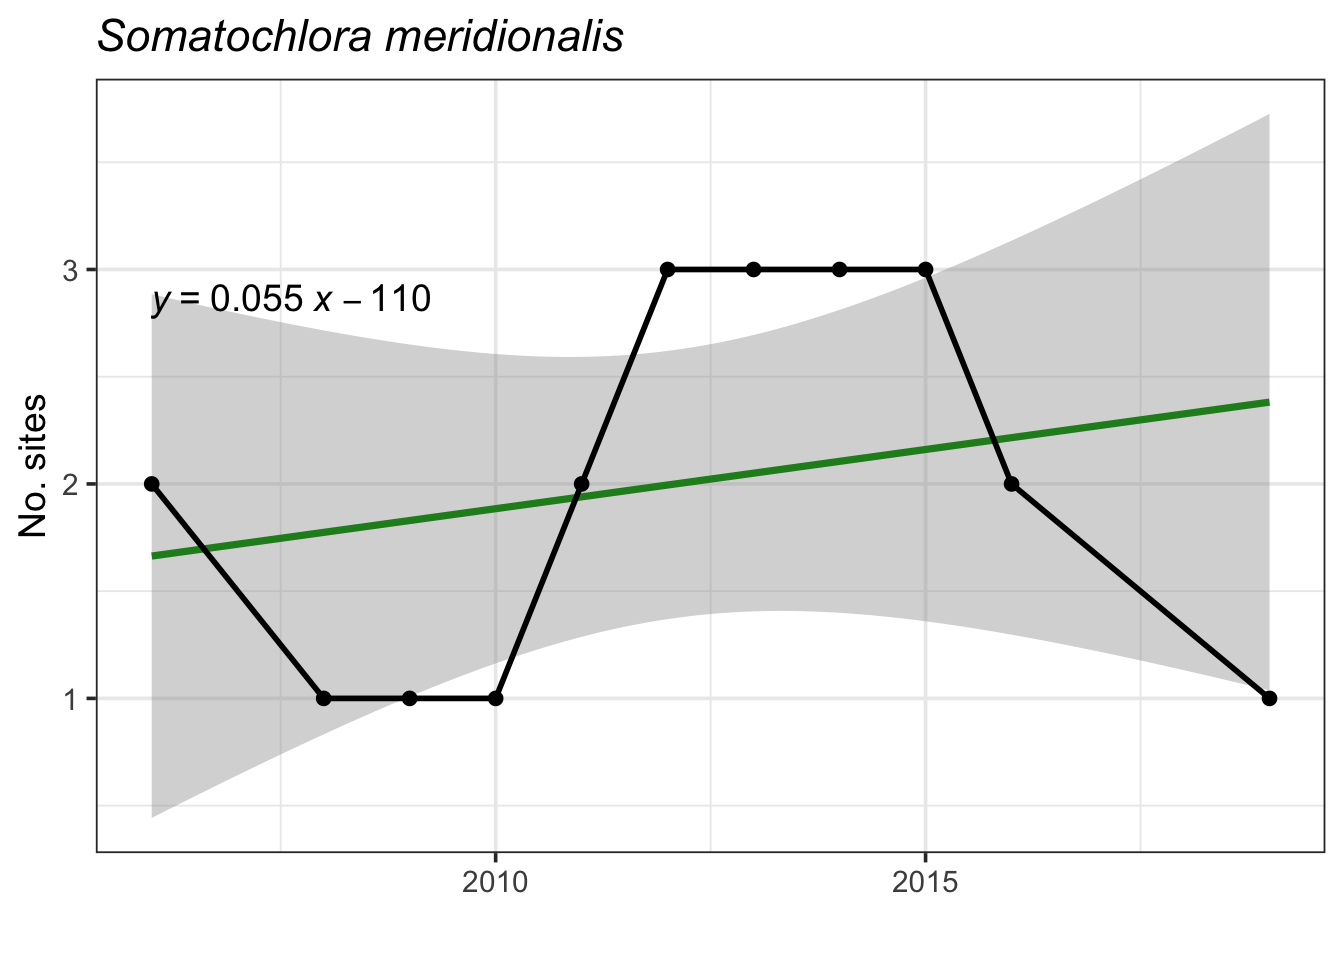 Somatochlora meridionalis
y = 0.055 x – 110
No. sites
3
2
1
2010 2015